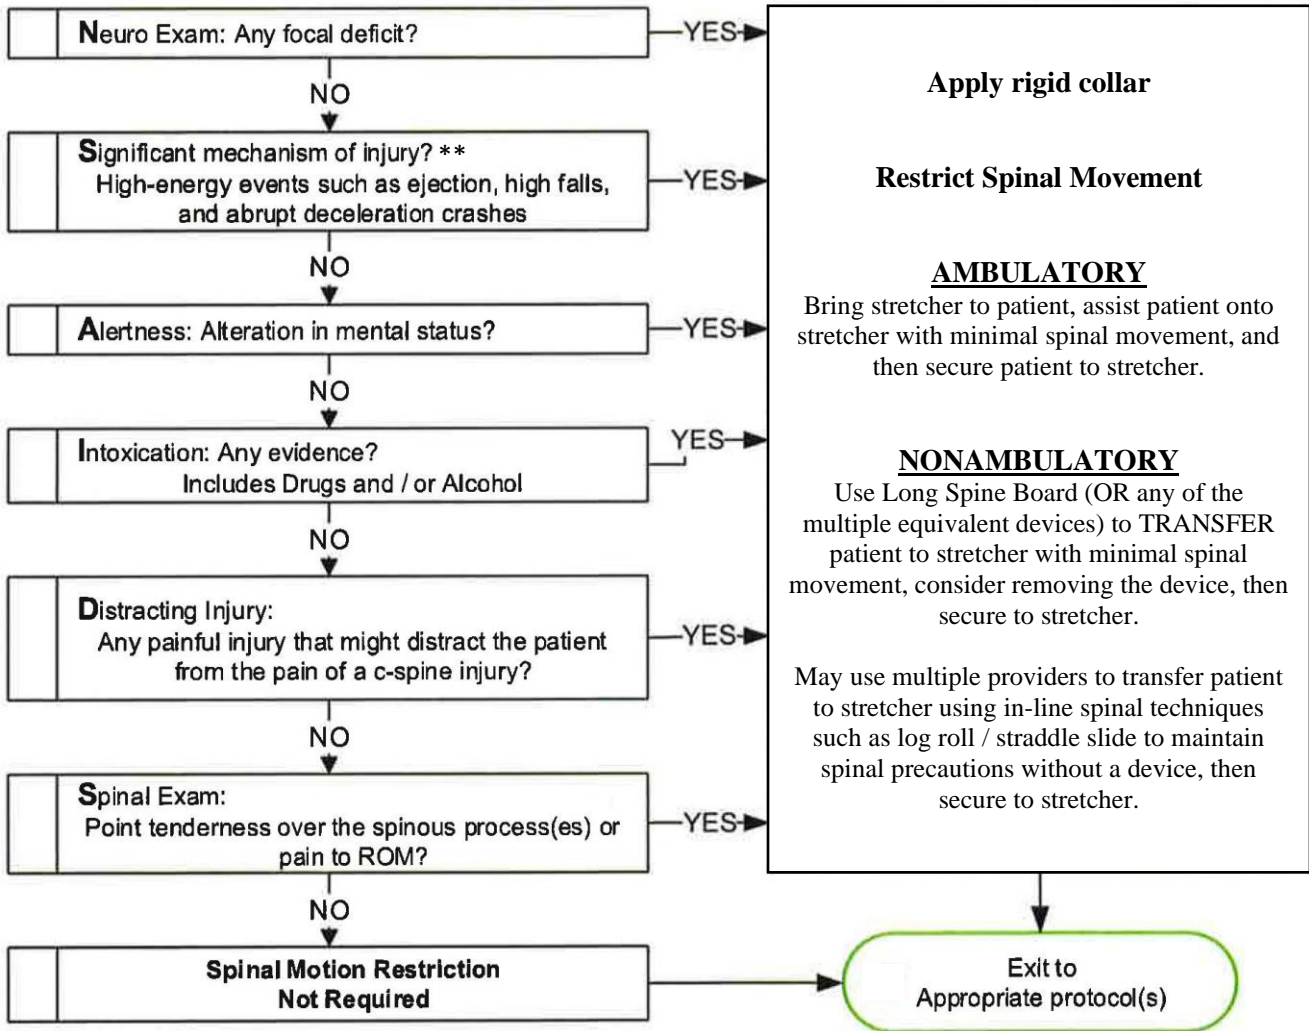 Neuro Exam: Any focal deficit?
YES
NO
Significant mechanism of injury? **
High-energy events such as ejection, high falls,
and abrupt deceleration crashes
YES
NO
Alertness: Alteration in mental status?
YES
NO
Intoxication: Any evidence?
Includes Drugs and / or Alcohol
YES
NO
Distracting Injury:
Any painful injury that might distract the patient
from the pain of a c-spine injury?
YES
NO
Spinal Exam:
Point tenderness over the spinous process(es) or
pain to ROM?
YES
NO
Spinal Motion Restriction
Not Required
Apply rigid collar
Restrict Spinal Movement
AMBULATORY
Bring stretcher to patient, assist patient onto
stretcher with minimal spinal movement, and
then secure patient to stretcher.
NONAMBULATORY
Use Long Spine Board (OR any of the
multiple equivalent devices) to TRANSFER
patient to stretcher with minimal spinal
movement, consider removing the device, then
secure to stretcher.
May use multiple providers to transfer patient
to stretcher using in-line spinal techniques
such as log roll / straddle slide to maintain
spinal precautions without a device, then
secure to stretcher.
Exit to
Appropriate protocol(s)